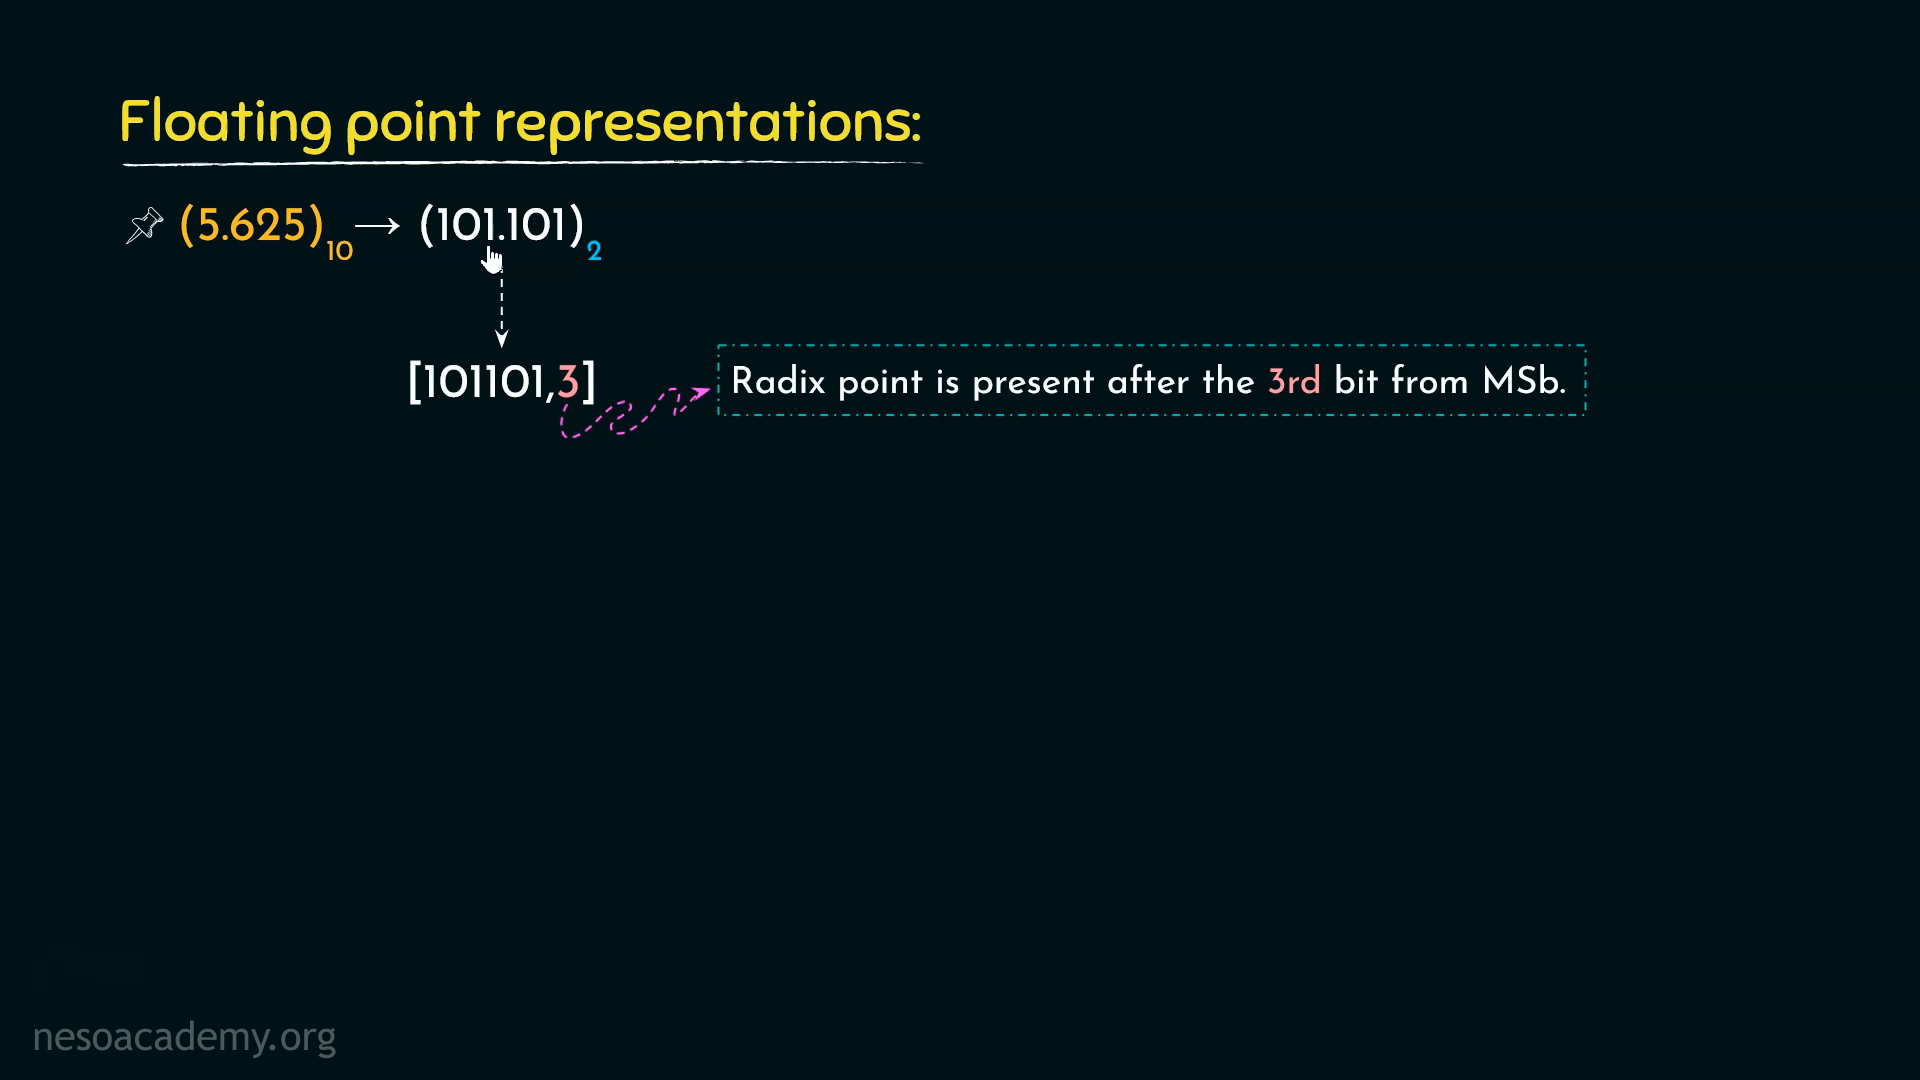 Floating point representations:
(5.625)₁₀ → (101.101)₂
[101101,3]
Radix point is present after the 3rd bit from MSb.
nesoacademy.org